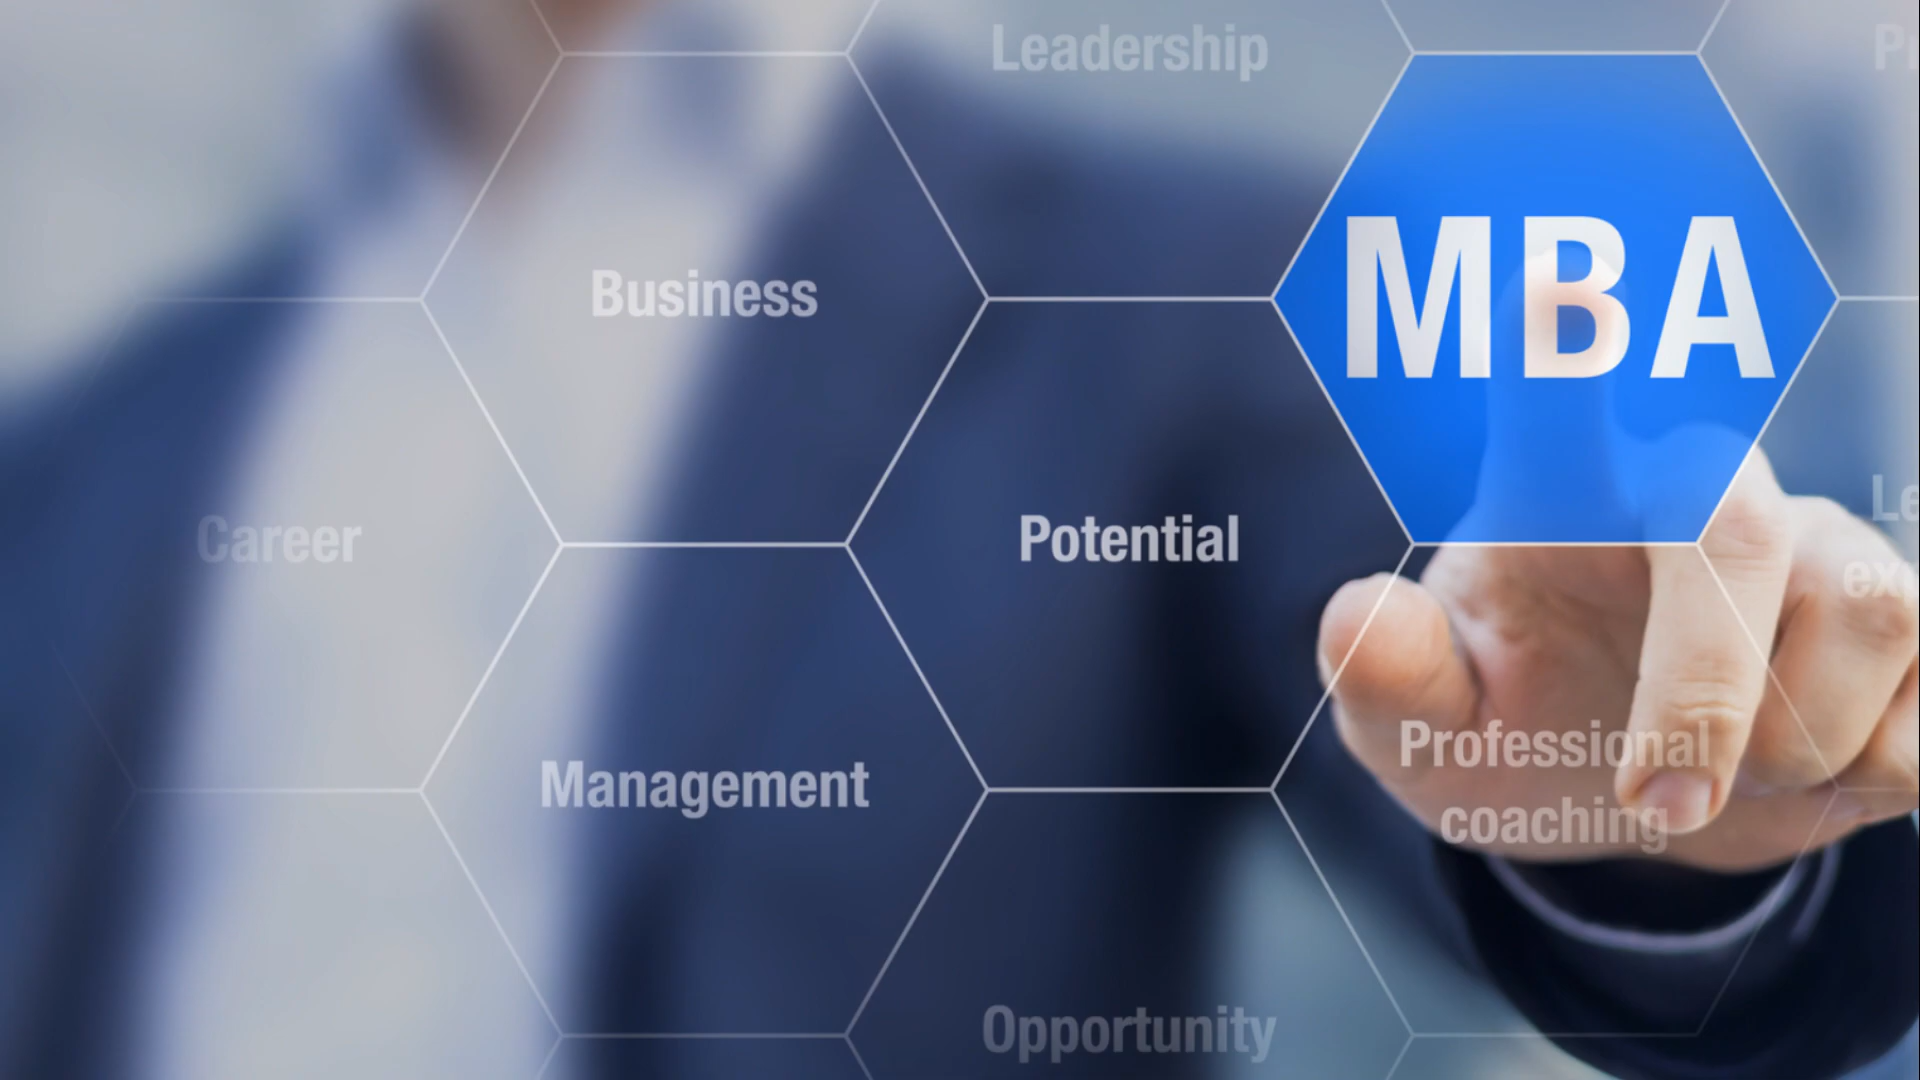 Leadership
MBA
Business
Career
Potential
Management
Professional
coaching
Opportunity